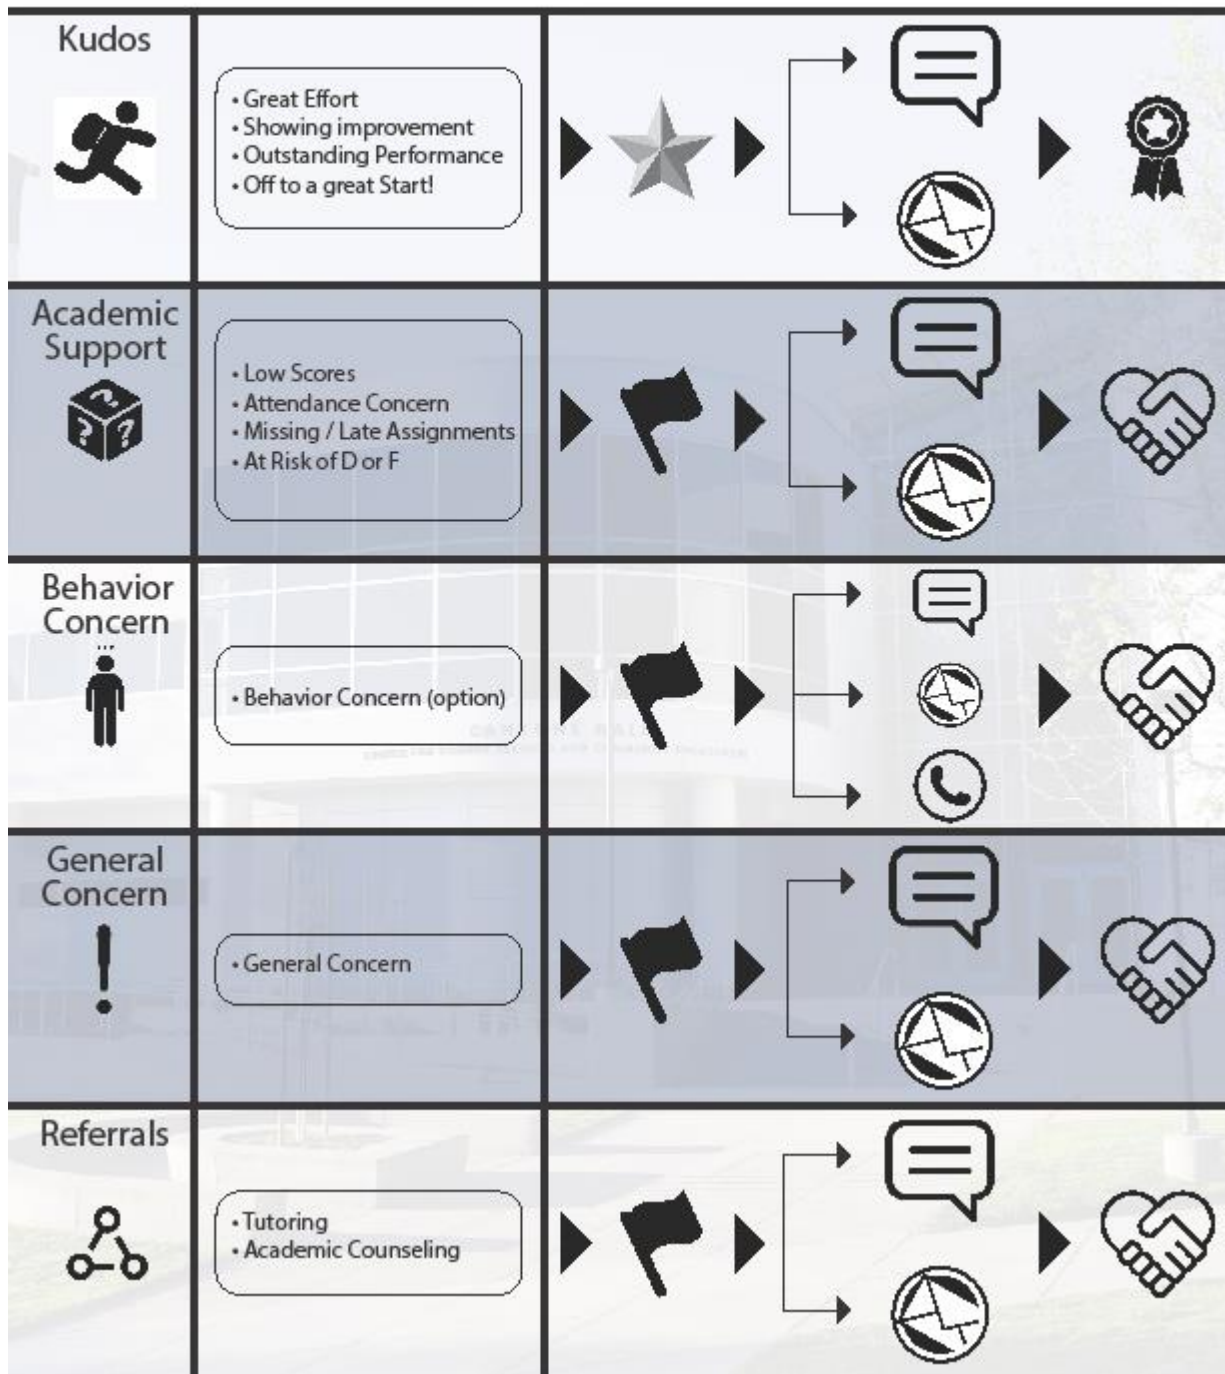 Kudos
• Great Effort
• Showing improvement
• Outstanding Performance
• Off to a great Start!
Academic
Support
• Low Scores
• Attendance Concern
• Missing / Late Assignments
• At Risk of D or F
Behavior
Concern
• Behavior Concern (option)
General
Concern
• General Concern
Referrals
• Tutoring
• Academic Counseling